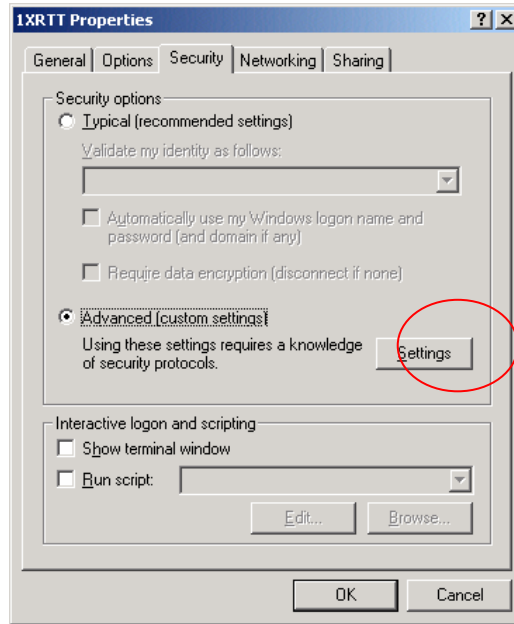 1XRTT Properties
General Options Security Networking Sharing
Security options
Typical (recommended settings)
Validate my identity as follows:
Automatically use my Windows logon name and
password (and domain if any)
Require data encryption (disconnect if none)
Advanced (custom settings)
Using these settings requires a knowledge
of security protocols.
Settings
Interactive logon and scripting
Show terminal window
Run script:
Edit... Browse...
OK Cancel